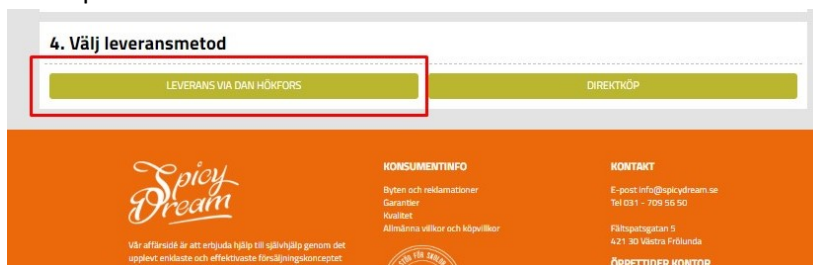 4. Välj leveransmetod
LEVERANS VIA DAN HÖKFORS
DIREKTKÖP
Spicy
Dream
Vår affärsidé är att erbjuda hjälp till självhjälp genom det
upplevt enklaste och effektivaste försäljningskonceptet
KONSUMENTINFO
Byten och reklamationer
Garantier
Kvalitet
Allmänna villkor och köpvillkor
KONTAKT
E-post info@spicydream.se
Tel 031 - 709 56 50
Fältspatsgatan 5
421 30 Västra Frölunda
ÖPPETTIDER KONTOR